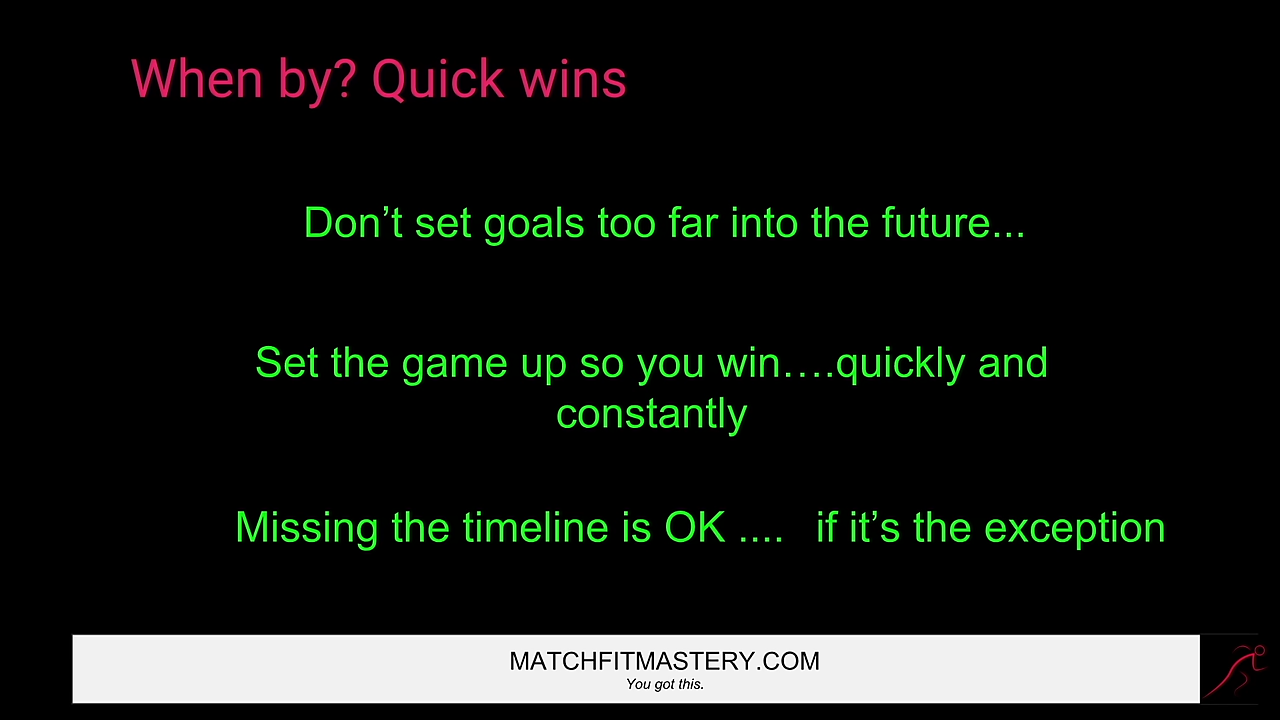 When by? Quick wins
Don’t set goals too far into the future...
Set the game up so you win….quickly and
constantly
Missing the timeline is OK .... if it’s the exception
MATCHFITMASTERY.COM
You got this.